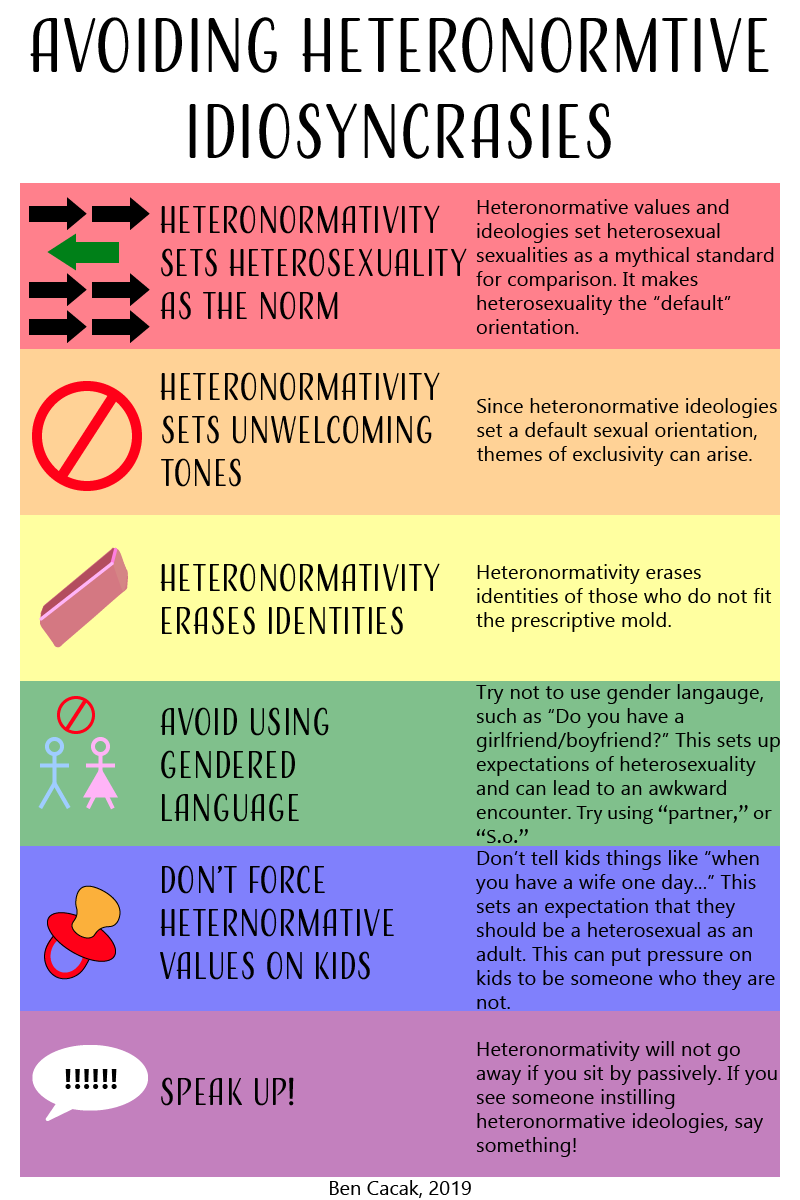 AVOIDING HETERONORMTIVE
IDIOSYNCRASIES
HETERONORMATIVITY
SETS HETEROSEXUALITY
AS THE NORM
Heteronormative values and
ideologies set heterosexual
sexualities as a mythical standard
for comparison. It makes
heterosexuality the “default”
orientation.
HETERONORMATIVITY
SETS UNWELCOMING
TONES
Since heteronormative ideologies
set a default sexual orientation,
themes of exclusivity can arise.
HETERONORMATIVITY
ERASES IDENTITIES
Heteronormativity erases
identities of those who do not fit
the prescriptive mold.
AVOID USING
GENDERED
LANGUAGE
Try not to use gender langauge,
such as “Do you have a
girlfriend/boyfriend?” This sets up
expectations of heterosexuality
and can lead to an awkward
encounter. Try using “partner,” or
“S.o.”
DON'T FORCE
HETERNORMATIVE
VALUES ON KIDS
Don’t tell kids things like “when
you have a wife one day...” This
sets an expectation that they
should be a heterosexual as an
adult. This can put pressure on
kids to be someone who they are
not.
!!!!!!
SPEAK UP!
Heteronormativity will not go
away if you sit by passively. If you
see someone instilling
heteronormative ideologies, say
something!
Ben Cacak, 2019